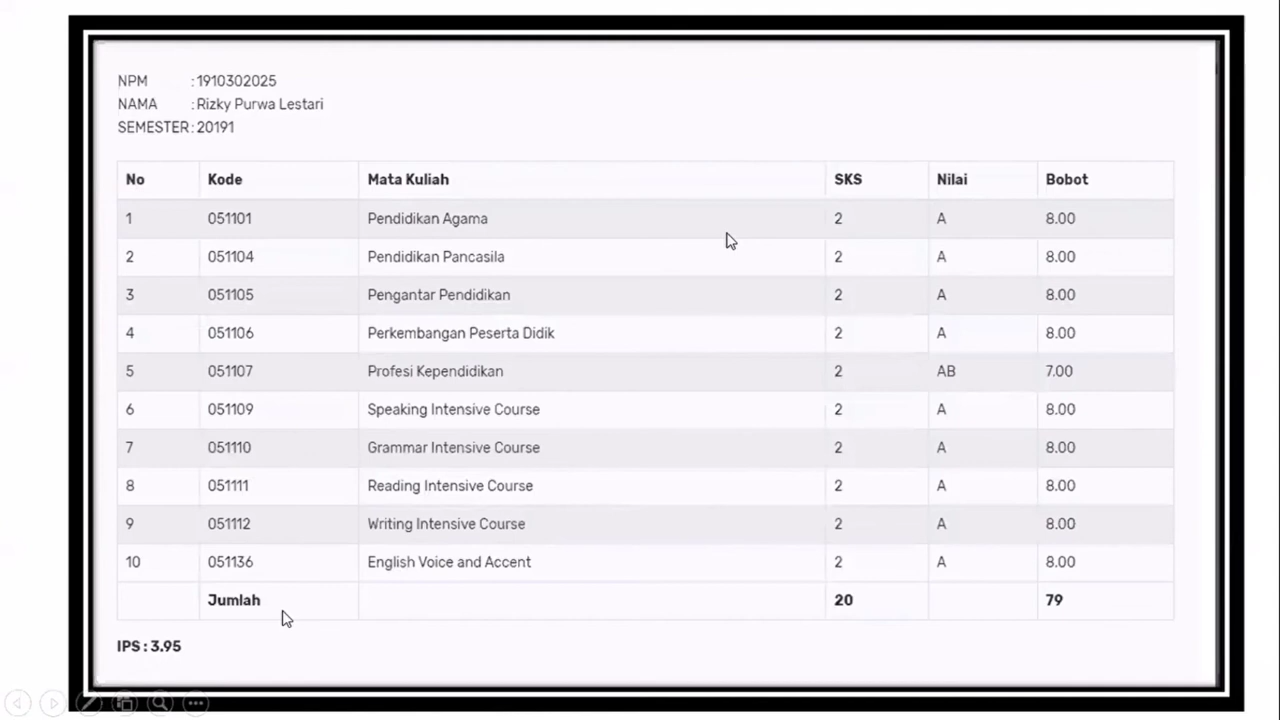 NPM : 1910302025
NAMA : Rizky Purwa Lestari
SEMESTER : 20191
No Kode Mata Kuliah SKS Nilai Bobot
1 051101 Pendidikan Agama 2 A 8.00
2 051104 Pendidikan Pancasila 2 A 8.00
3 051105 Pengantar Pendidikan 2 A 8.00
4 051106 Perkembangan Peserta Didik 2 A 8.00
5 051107 Profesi Kependidikan 2 AB 7.00
6 051109 Speaking Intensive Course 2 A 8.00
7 051110 Grammar Intensive Course 2 A 8.00
8 051111 Reading Intensive Course 2 A 8.00
9 051112 Writing Intensive Course 2 A 8.00
10 051136 English Voice and Accent 2 A 8.00
Jumlah 20 79
IPS : 3.95